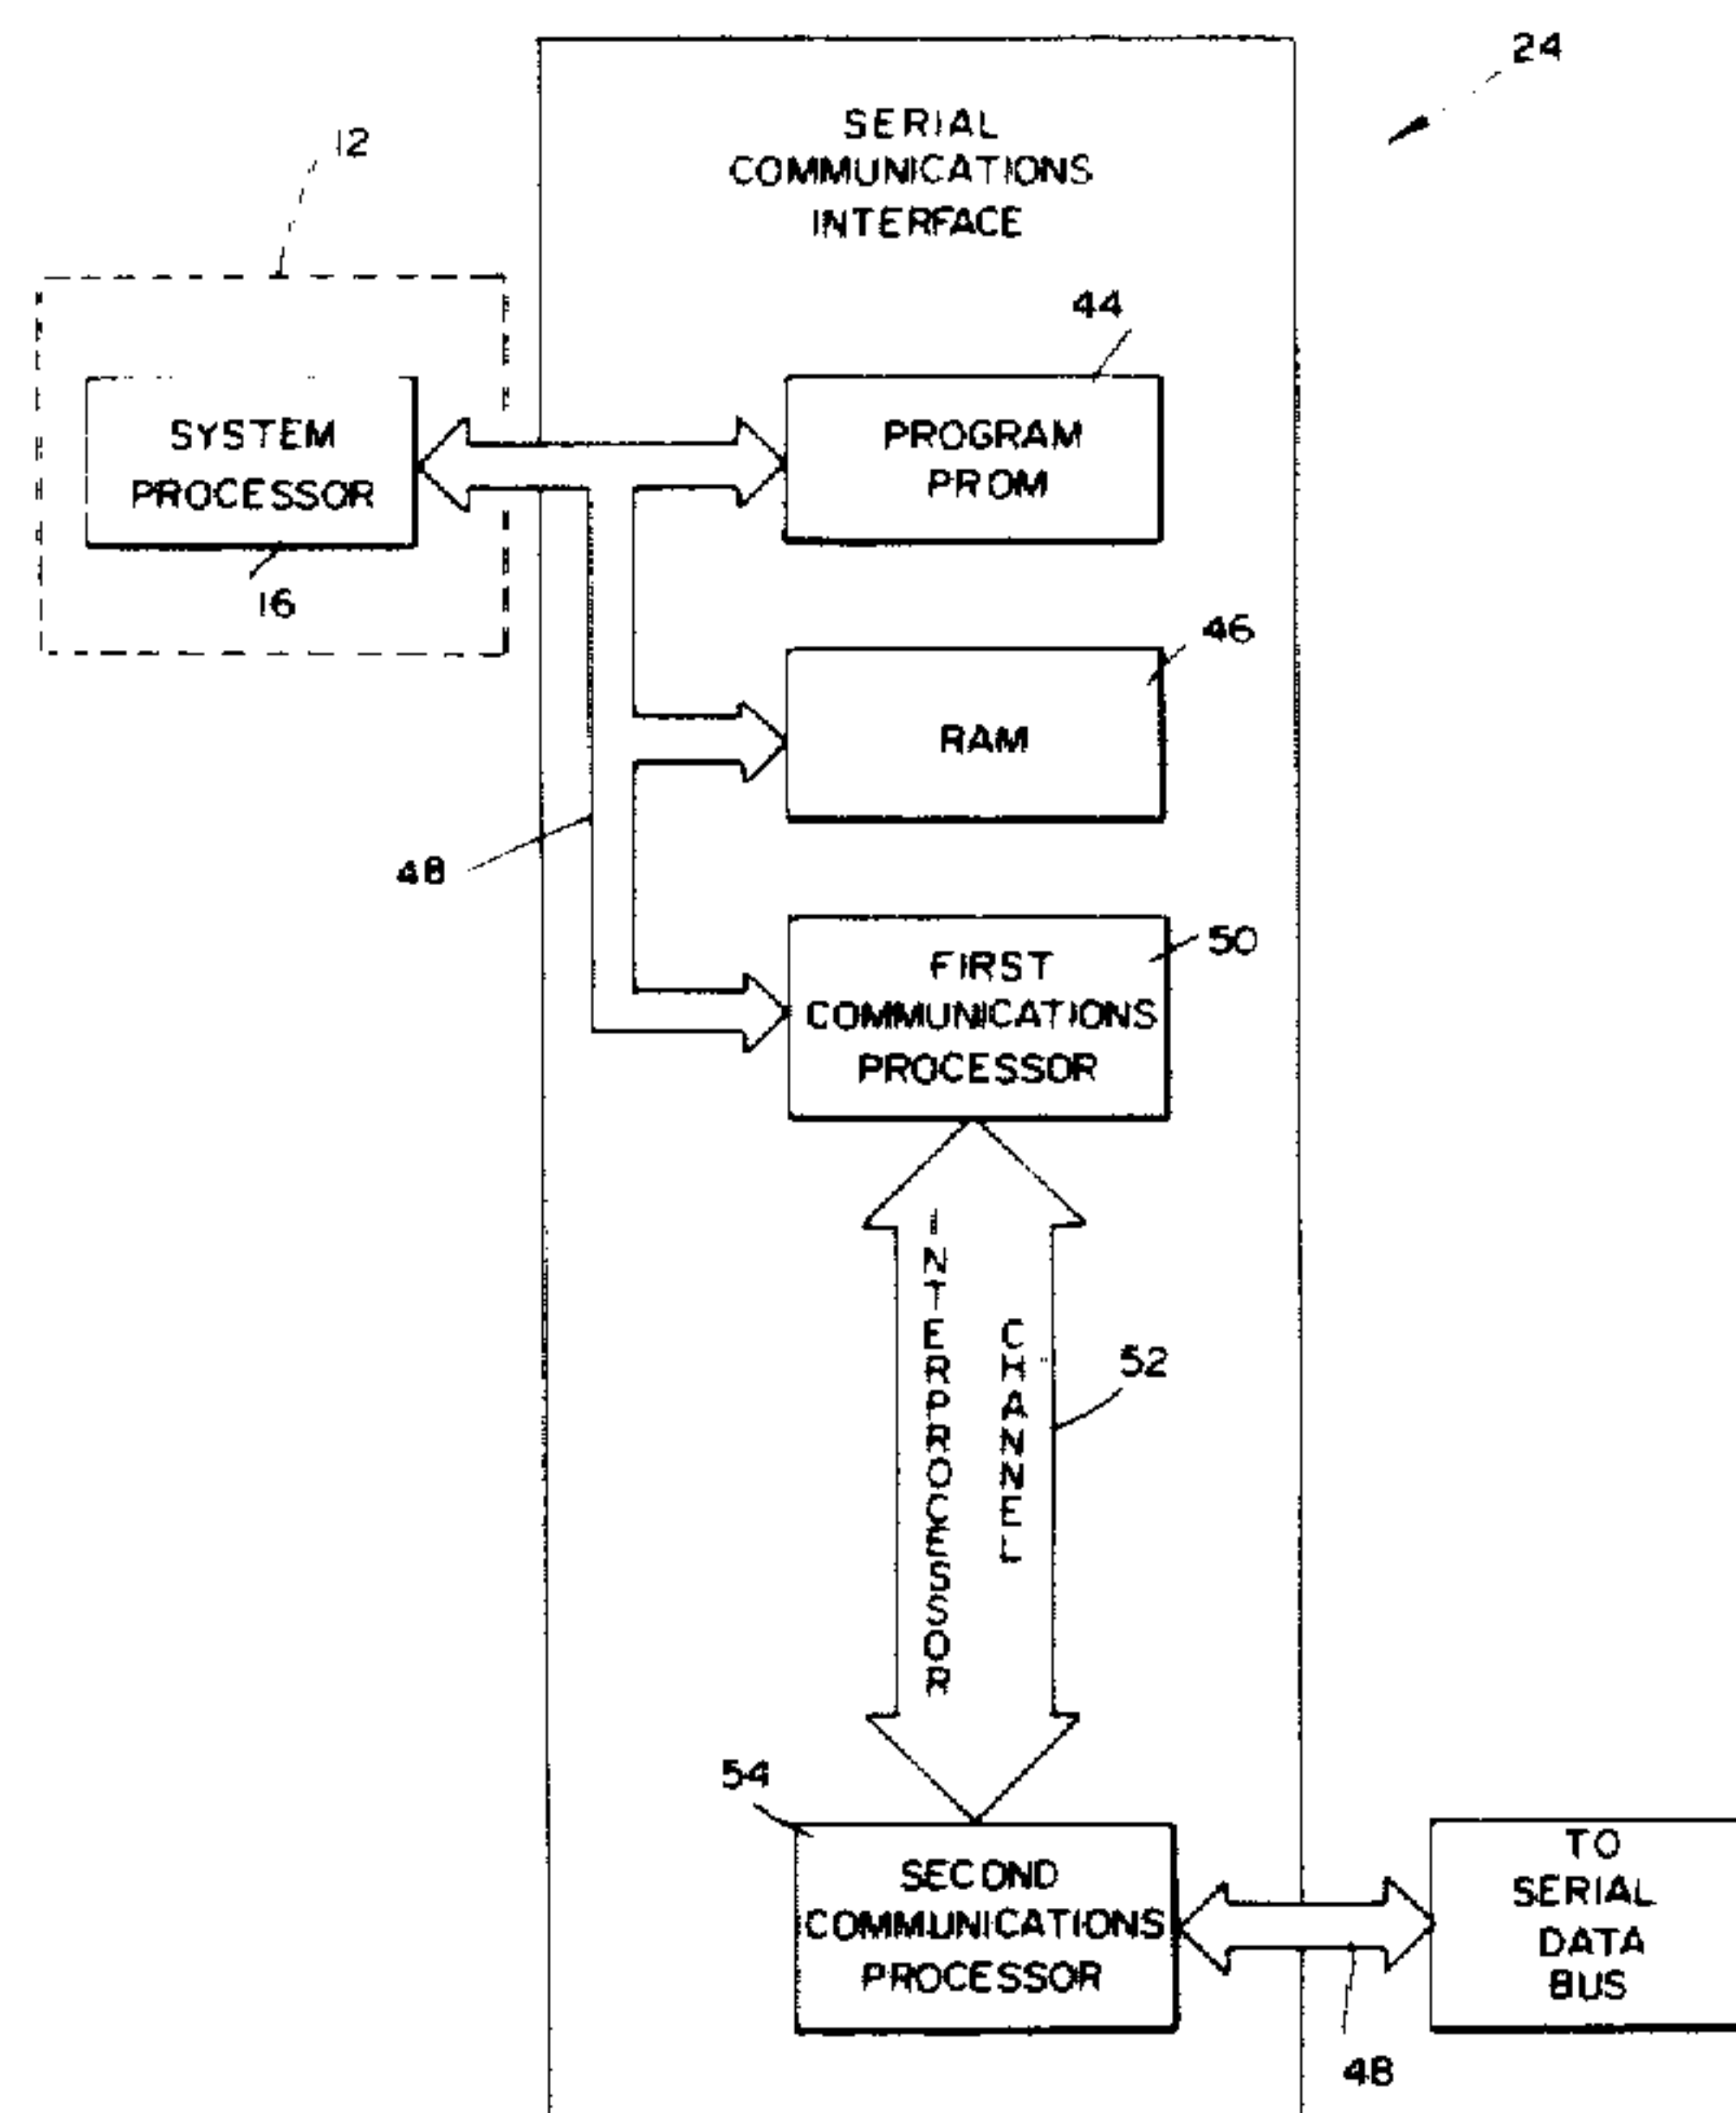 24
SERIAL
COMMUNICATIONS
INTERFACE
12
44
SYSTEM
PROCESSOR
16
PROGRAM
PROM
46
RAM
48
50
FIRST
COMMUNICATIONS
PROCESSOR
INTERPROCESSOR
CHANNEL
52
54
SECOND
COMMUNICATIONS
PROCESSOR
TO
SERIAL
DATA
BUS
48